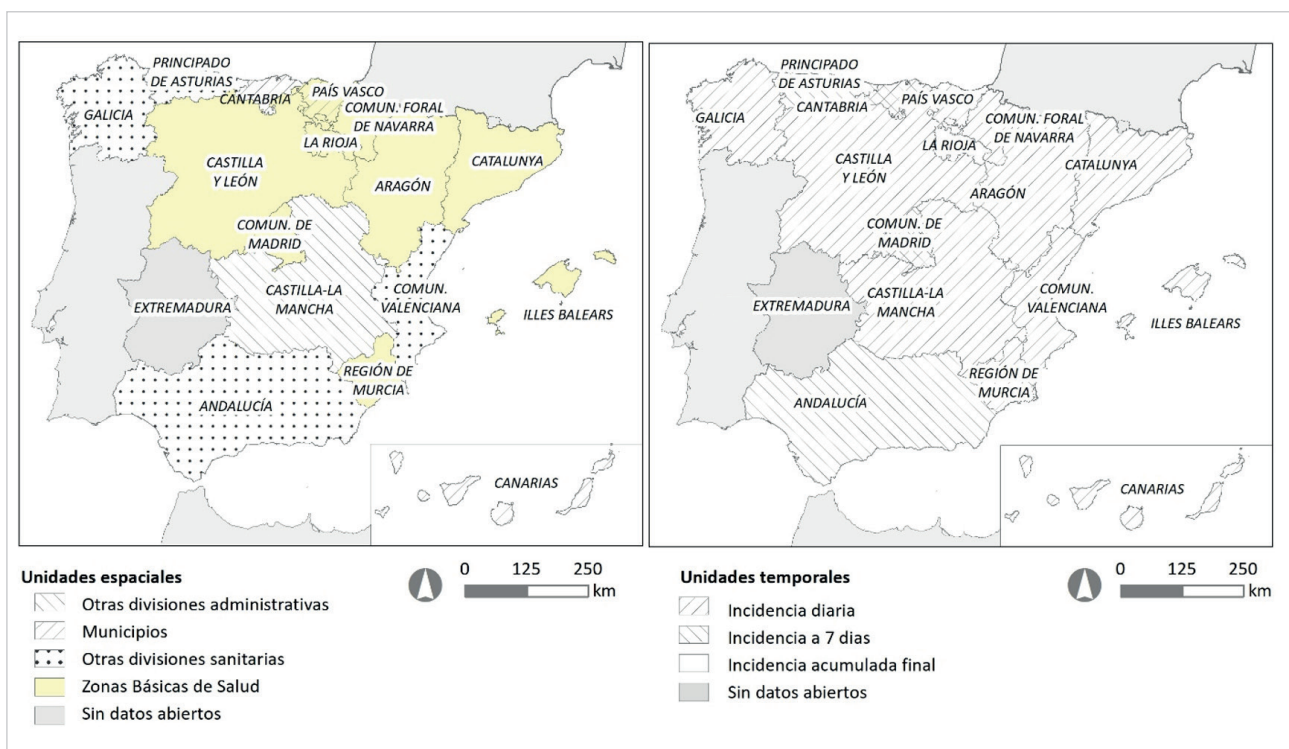 PRINCIPADO
DE ASTURIAS
CANTABRIA
PAÍS VASCO
COMUN. FORAL
DE NAVARRA
GALICIA
LA RIOJA
CASTILLA
Y LEÓN
CATALUNYA
ARAGÓN
COMUN. DE
MADRID
CASTILLA-LA
MANCHA
COMUN.
VALENCIANA
EXTREMADURA
ILLES BALEARS
REGIÓN DE
MURCIA
ANDALUCÍA
CANARIAS
Unidades espaciales
0 125 250
km
Otras divisiones administrativas
Municipios
Otras divisiones sanitarias
Zonas Básicas de Salud
Sin datos abiertos
PRINCIPADO
DE ASTURIAS
CANTABRIA
PAÍS VASCO
COMUN. FORAL
DE NAVARRA
GALICIA
LA RIOJA
CASTILLA
Y LEÓN
CATALUNYA
ARAGÓN
COMUN. DE
MADRID
CASTILLA-LA
MANCHA
COMUN.
VALENCIANA
EXTREMADURA
ILLES BALEARS
REGIÓN DE
MURCIA
ANDALUCÍA
CANARIAS
Unidades temporales
0 125 250
km
Incidencia diaria
Incidencia a 7 dias
Incidencia acumulada final
Sin datos abiertos